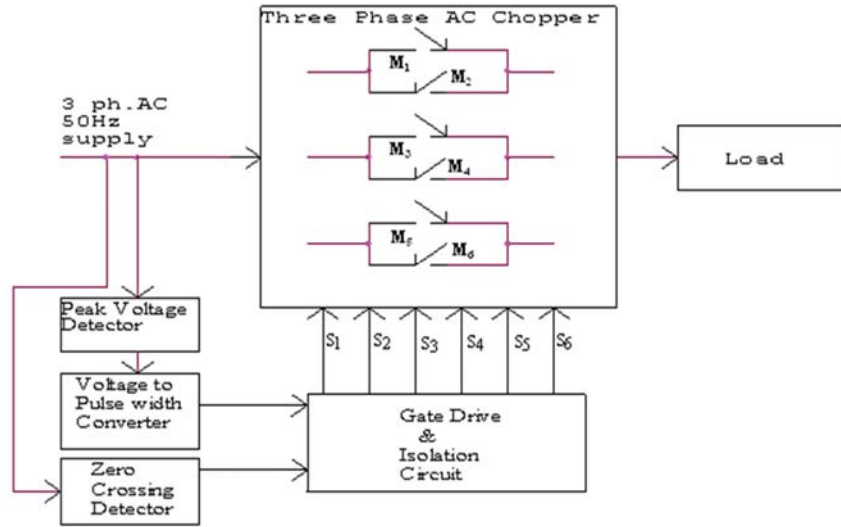 Three Phase AC Chopper
M1
M2
3 ph.AC
50Hz
supply
M3
M4
Load
M5
M6
Peak Voltage
Detector
S1 S2 S3 S4 S5 S6
Voltage to
Pulse width
Converter
Gate Drive
&
Isolation
Circuit
Zero
Crossing
Detector